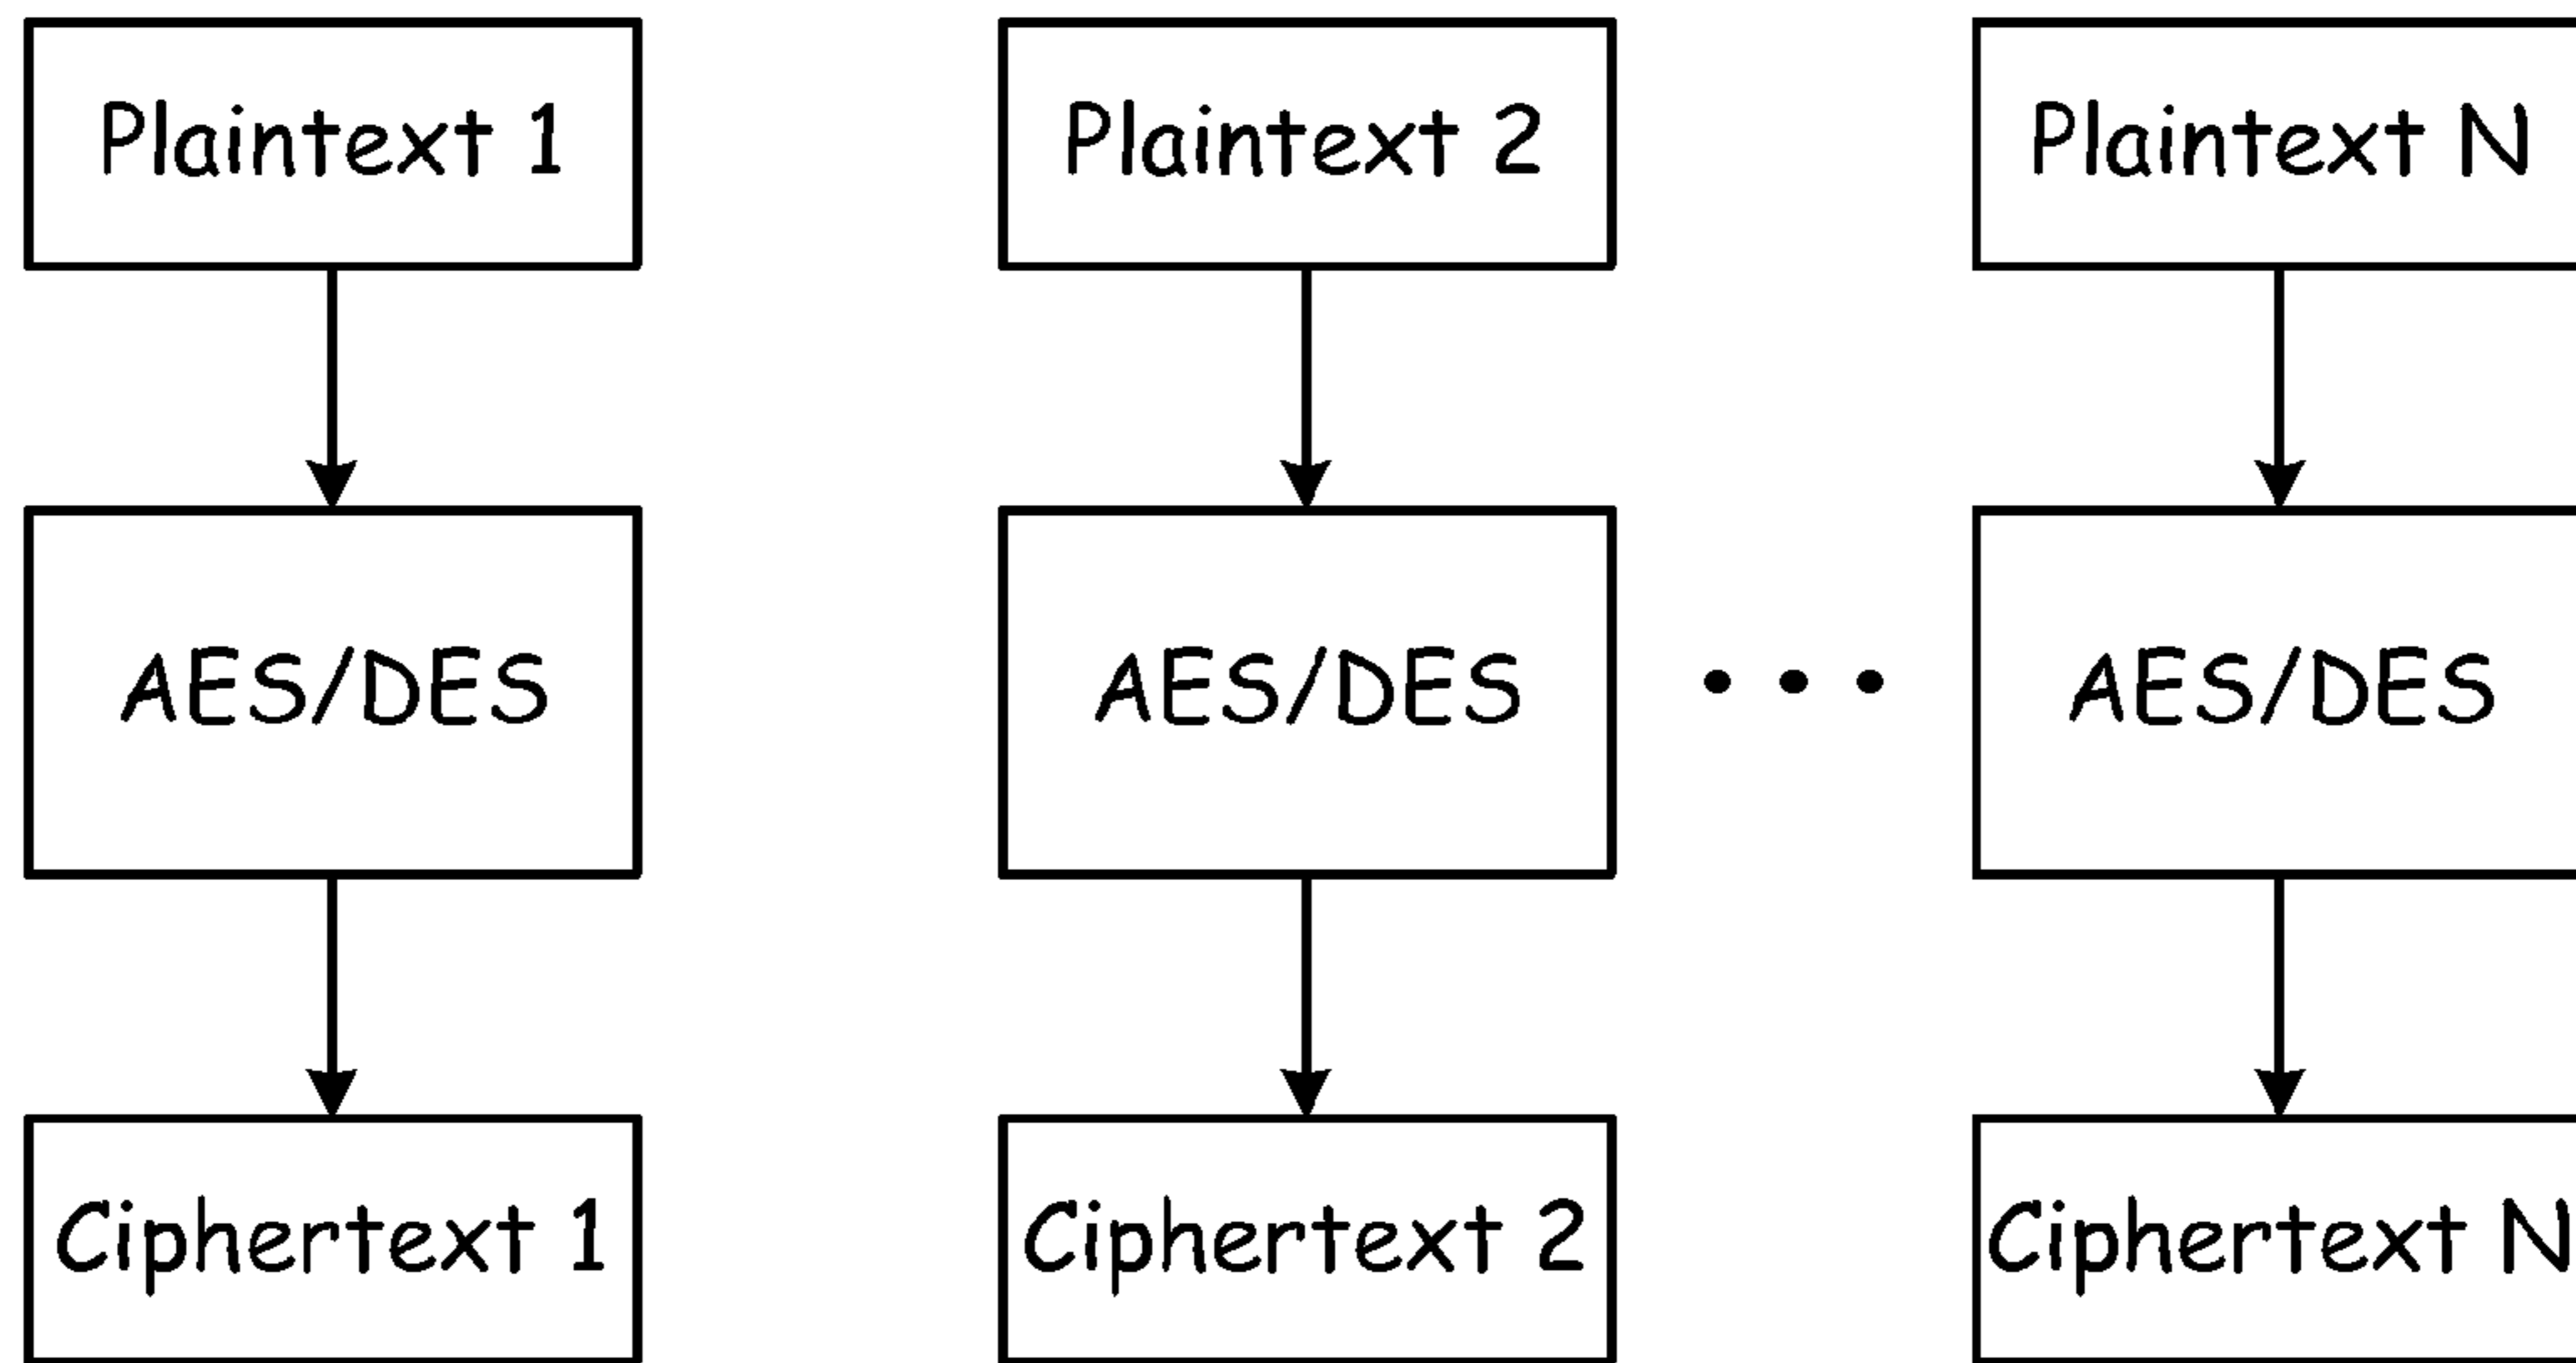 Plaintext 1
Plaintext 2
Plaintext N
AES/DES
AES/DES
• • •
AES/DES
Ciphertext 1
Ciphertext 2
Ciphertext N